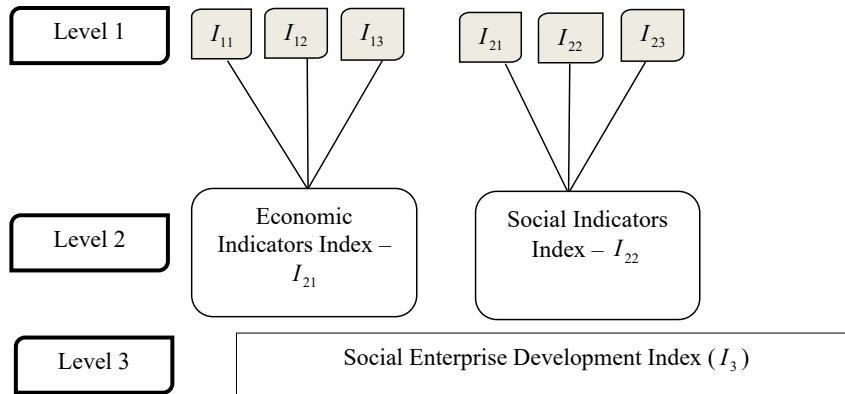 Level 1
I₁₁ I₁₂ I₁₃ I₂₁ I₂₂ I₂₃
Level 2
Economic
Indicators Index –
I₂₁
Social Indicators
Index – I₂₂
Level 3
Social Enterprise Development Index (I₃)